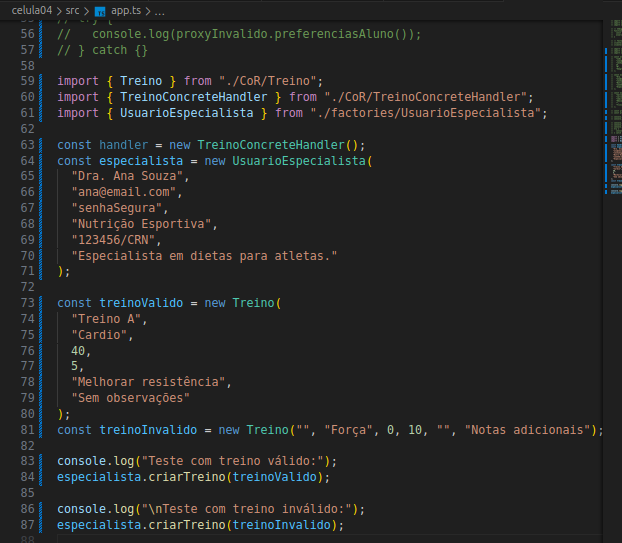 celula04 > src > app.ts > ...
56 //   console.log(proxyInvalido.preferenciasAluno());
57 // } catch {}
58
59 import { Treino } from "./CoR/Treino";
60 import { TreinoConcreteHandler } from "./CoR/TreinoConcreteHandler";
61 import { UsuarioEspecialista } from "./factories/UsuarioEspecialista";
62
63 const handler = new TreinoConcreteHandler();
64 const especialista = new UsuarioEspecialista(
65   "Dra. Ana Souza",
66   "ana@email.com",
67   "senhaSegura",
68   "Nutrição Esportiva",
69   "123456/CRN",
70   "Especialista em dietas para atletas."
71 );
72
73 const treinoValido = new Treino(
74   "Treino A",
75   "Cardio",
76   40,
77   5,
78   "Melhorar resistência",
79   "Sem observações"
80 );
81 const treinoInvalido = new Treino("", "Força", 0, 10, "", "Notas adicionais");
82
83 console.log("Teste com treino válido:");
84 especialista.criarTreino(treinoValido);
85
86 console.log("\nTeste com treino inválido:");
87 especialista.criarTreino(treinoInvalido);
88